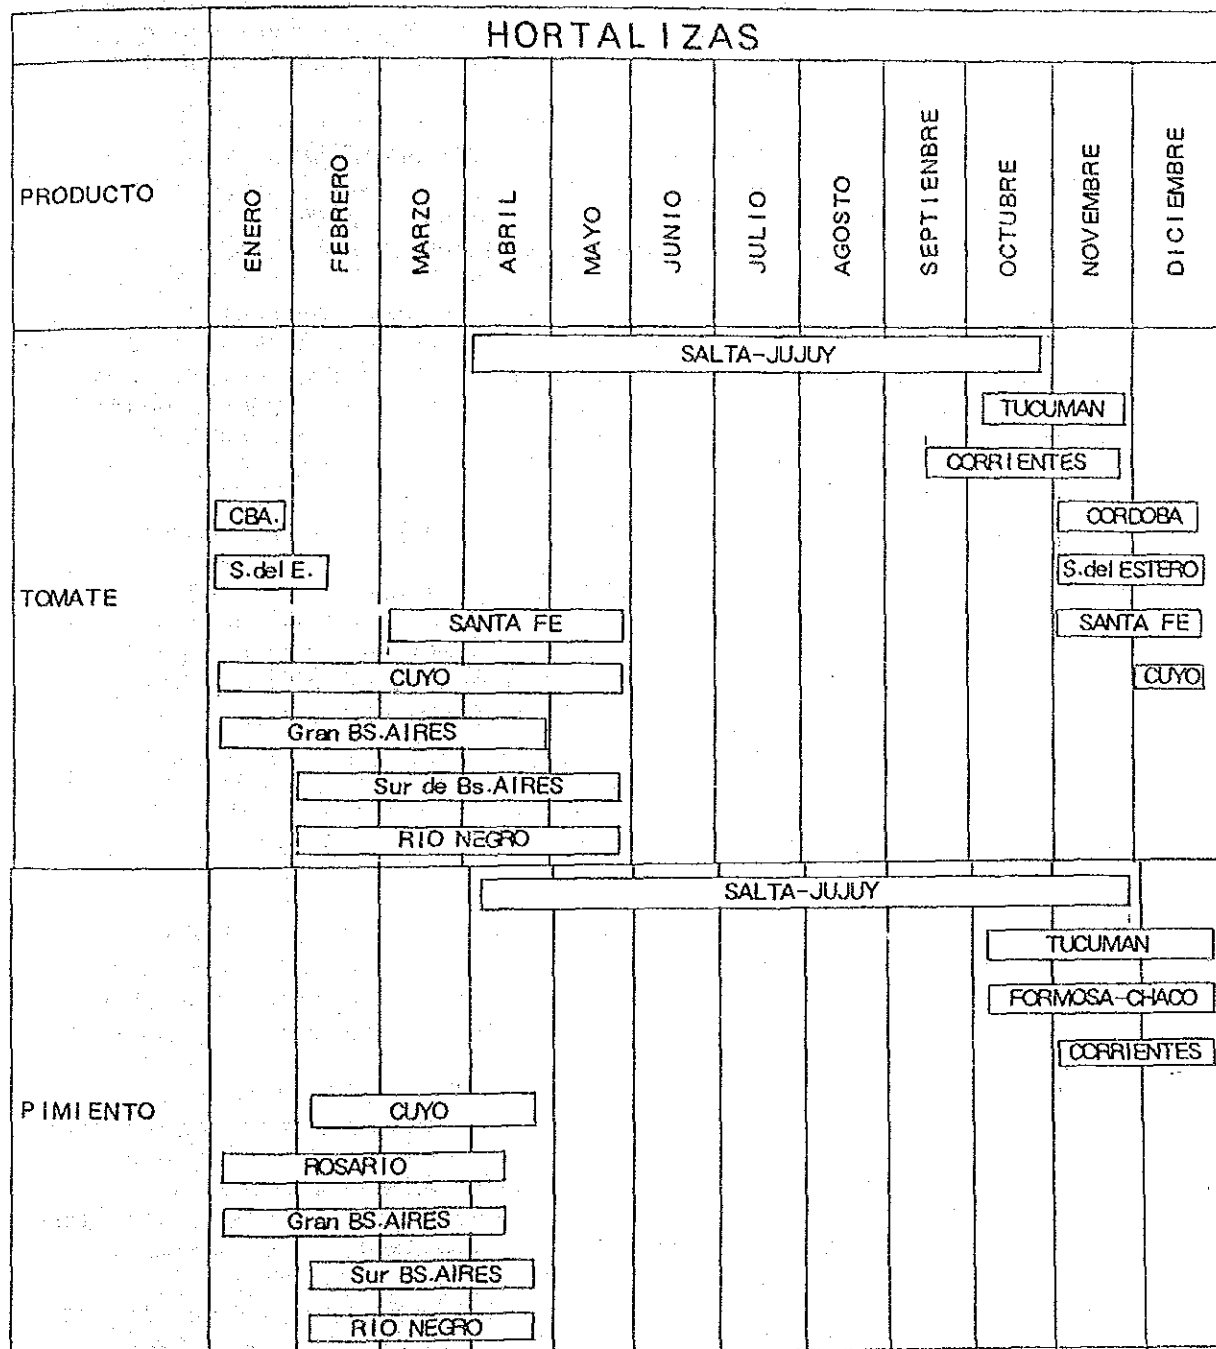 HORTALIZAS
PRODUCTO
ENERO
FEBRERO
MARZO
ABRIL
MAYO
JUNIO
JULIO
AGOSTO
SEPTIENBRE
OCTUBRE
NOVEMBRE
DICIEMBRE
TOMATE
SALTA-JUJUY
TUCUMAN
CORRIENTES
CBA. CORDOBA
S.del E. S.del ESTERO
SANTA FE SANTA FE
CUYO CUYO
Gran BS.AIRES
Sur de Bs.AIRES
RIO NEGRO
PIMIENTO
SALTA-JUJUY
TUCUMAN
FORMOSA-CHACO
CORRIENTES
CUYO
ROSARIO
Gran BS.AIRES
Sur BS.AIRES
RIO NEGRO